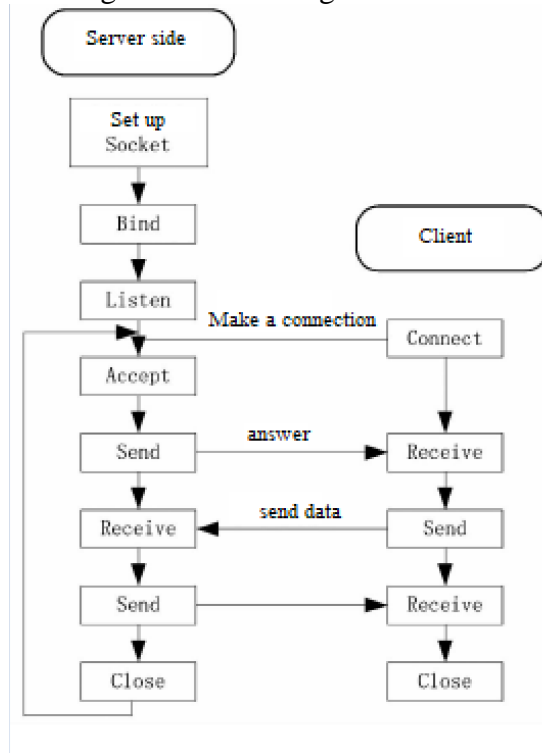 Server side
Set up
Socket
Bind
Client
Listen
Make a connection
Connect
Accept
answer
Send
Receive
send data
Receive
Send
Send
Receive
Close
Close